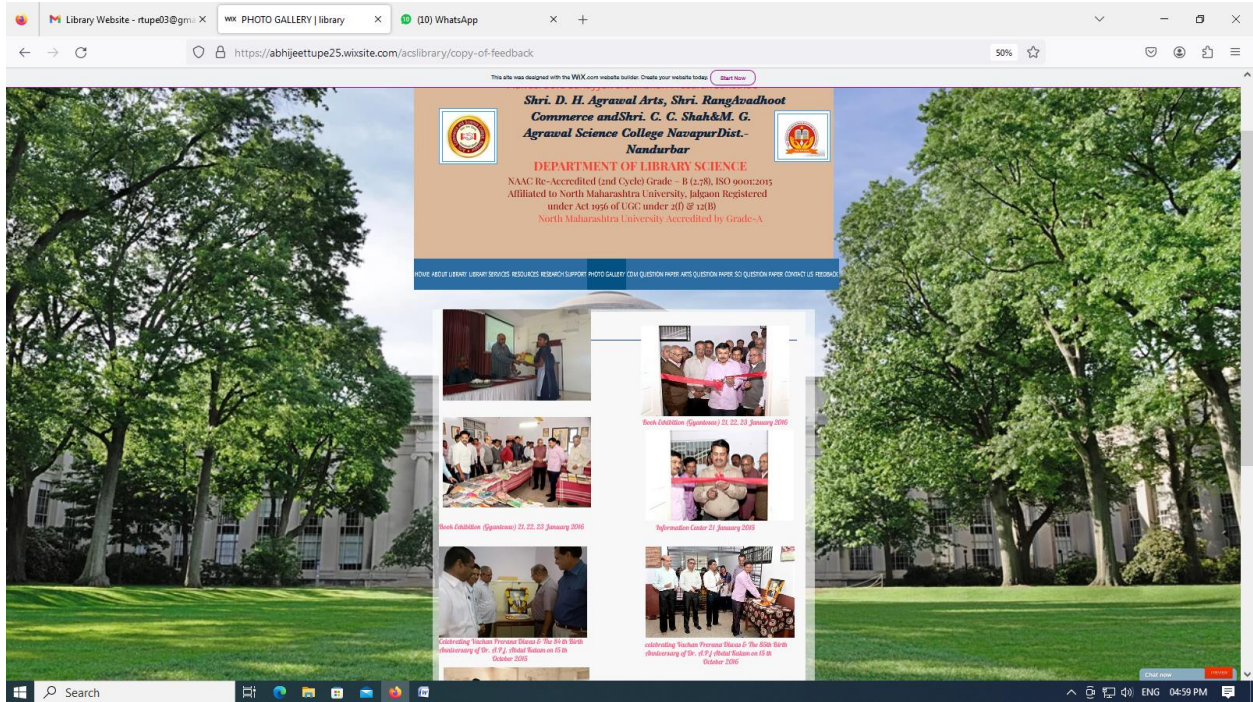 Library Website - rtupe03@gma
WIX PHOTO GALLERY | library
(10) WhatsApp
https://abhijeettupe25.wixsite.com/acslibrary/copy-of-feedback
50%
This site was designed with the WIX.com website builder. Create your website today. Start Now
Shri. D. H. Agrawal Arts, Shri. RangAvadhoot
Commerce andShri. C. C. Shah&M. G.
Agrawal Science College NavapurDist.-
Nandurbar
DEPARTMENT OF LIBRARY SCIENCE
NAAC Re-Accredited (2nd Cycle) Grade – B (2.78), ISO 9001:2015
Affiliated to North Maharashtra University, Jalgaon Registered
under Act 1956 of UGC under 2(f) & 12(B)
North Maharashtra University Accredited by Grade-A
HOME ABOUT LIBRARY LIBRARY SERVICES RESOURCES RESEARCH SUPPORT PHOTO GALLERY COM QUESTION PAPER ARTS QUESTION PAPER SCI QUESTION PAPER CONTACT US FEEDBACK
Book Exhibition (Gyantosav) 21, 22, 23 January 2016
Book Exhibition (Gyantosav) 21, 22, 23 January 2016
Information Center 21 January 2015
Celebrating Vachan Prerana Diwas & The 84 th Birth
Anniversary of Dr. A.P.J. Abdul Kalam on 15 th
October 2015
celebrating Vachan Prerana Diwas & The 85th Birth
Anniversary of Dr. A.P.J Abdul Kalam on 15 th
October 2016
Chat now
Search
ENG 04:59 PM